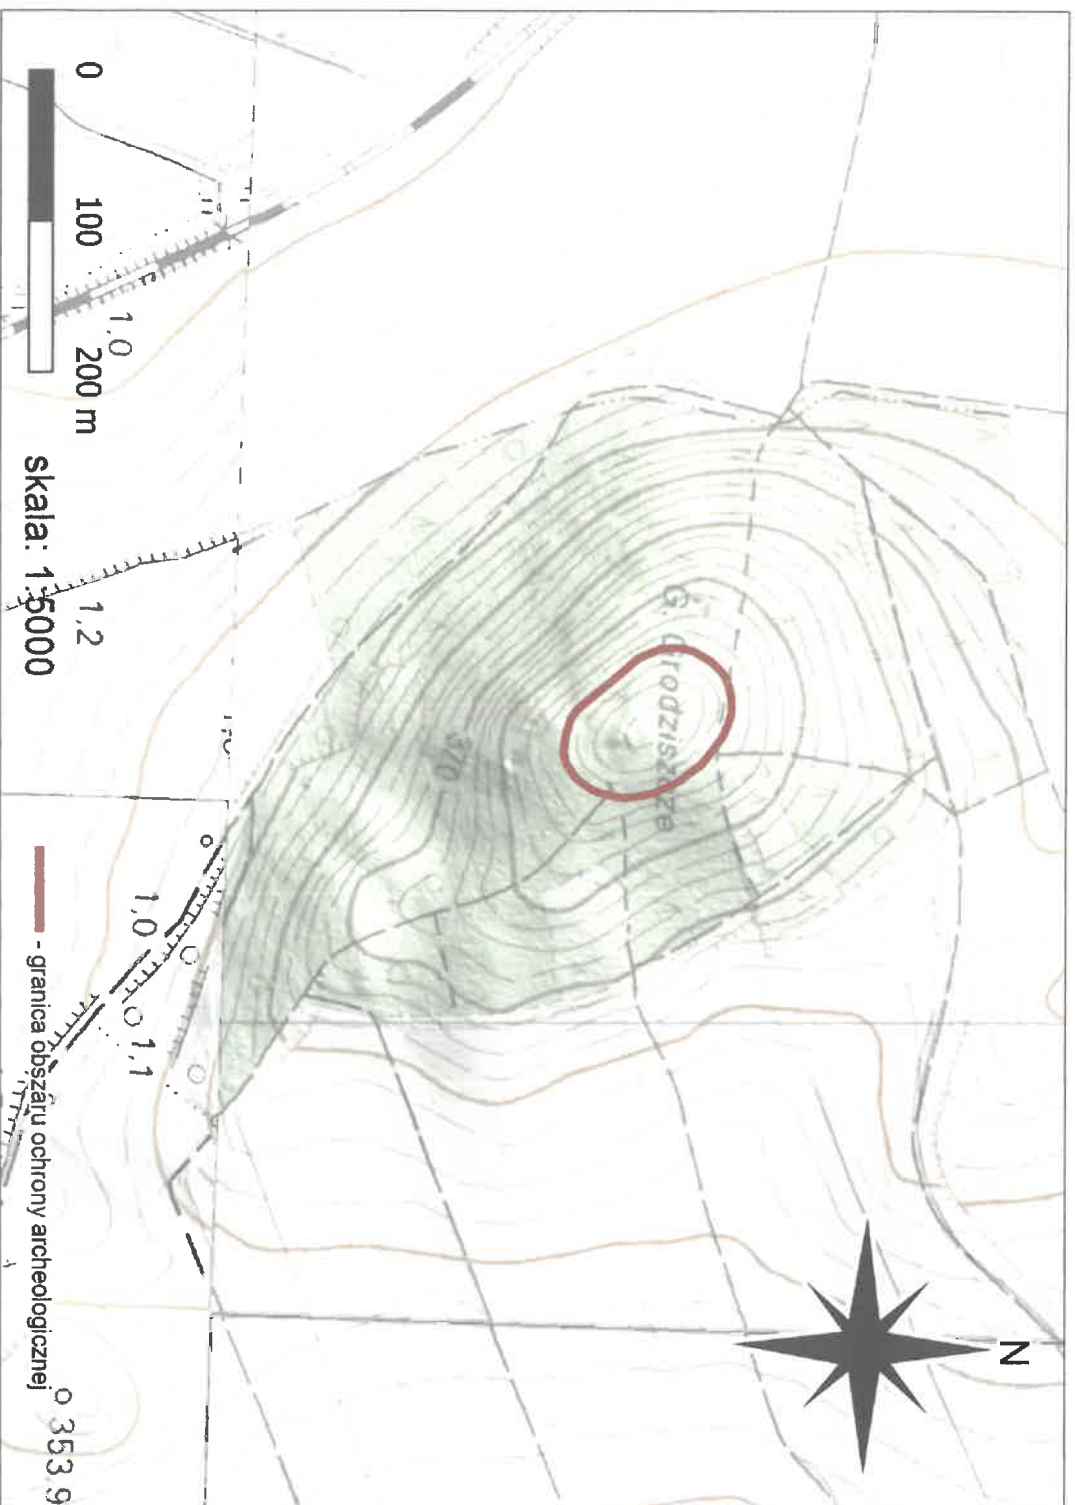 N
G. Grodziszcze
370
1,0
1,2
1,0
1,1
353.9
0 100 200 m
skala: 1:5000
- granica obszaru ochrony archeologicznej